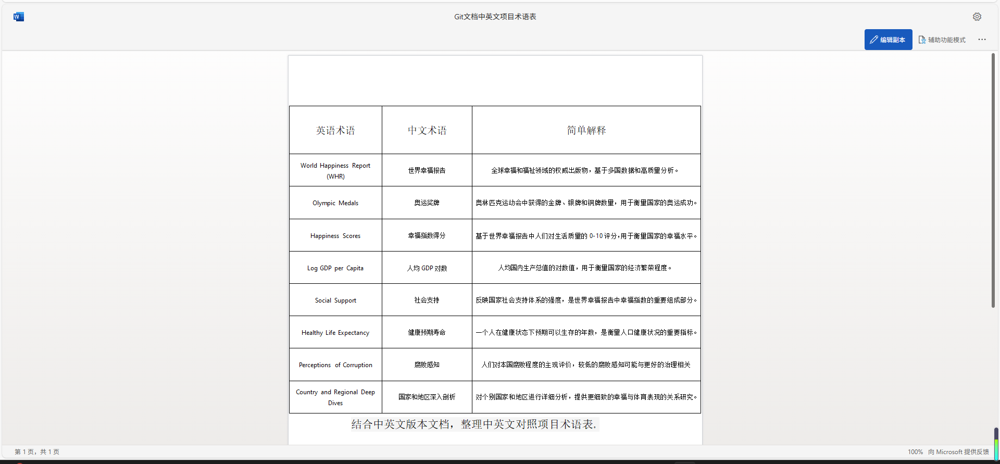 Git文档中英文项目术语表
编辑副本
辅助功能模式
英语术语 中文术语 简单解释
World Happiness Report
(WHR)
世界幸福报告
全球幸福和福祉领域的权威出版物，基于多国数据和高质量分析。
Olympic Medals
奥运奖牌
奥林匹克运动会中获得的金牌、银牌和铜牌数量，用于衡量国家的奥运成功。
Happiness Scores
幸福指数得分
基于世界幸福报告中人们对生活质量的 0-10 评分，用于衡量国家的幸福水平。
Log GDP per Capita
人均 GDP 对数
人均国内生产总值的对数值，用于衡量国家的经济繁荣程度。
Social Support
社会支持
反映国家社会支持体系的强度，是世界幸福报告中幸福指数的重要组成部分。
Healthy Life Expectancy
健康预期寿命
一个人在健康状态下预期可以生存的年数，是衡量人口健康状况的重要指标。
Perceptions of Corruption
腐败感知
人们对本国腐败程度的主观评价，较低的腐败感知可能与更好的治理相关
Country and Regional Deep
Dives
国家和地区深入剖析
对个别国家和地区进行详细分析，提供更细致的幸福与体育表现的关系研究。
结合中英文版本文档，整理中英文对照项目术语表.
第 1 页，共 1 页
100% 向 Microsoft 提供反馈